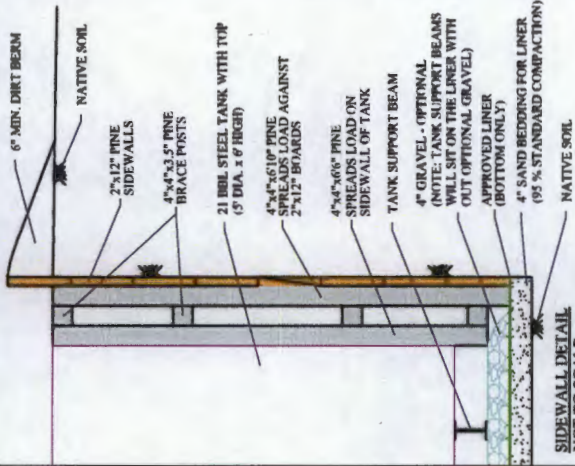 6" MIN. DIRT BERM
NATIVE SOIL
2"x12" PINE
SIDEWALLS
4"x4"x3.5" PINE
BRACE POSTS
21 BBL STEEL TANK WITH TOP
(5' DIA. x 6' HIGH)
4"x4"x6'10" PINE
SPREADS LOAD AGAINST
2"x12" BOARDS
4"x4"x6'6" PINE
SPREADS LOAD ON
SIDEWALL OF TANK
TANK SUPPORT BEAM
4" GRAVEL - OPTIONAL
(NOTE: TANK SUPPORT BEAMS
WILL SIT ON THE LINER WITH
OUT OPTIONAL GRAVEL)
APPROVED LINER
(BOTTOM ONLY)
4" SAND BEDDING FOR LINER
(95 % STANDARD COMPACTION)
NATIVE SOIL
SIDEWALL DETAIL